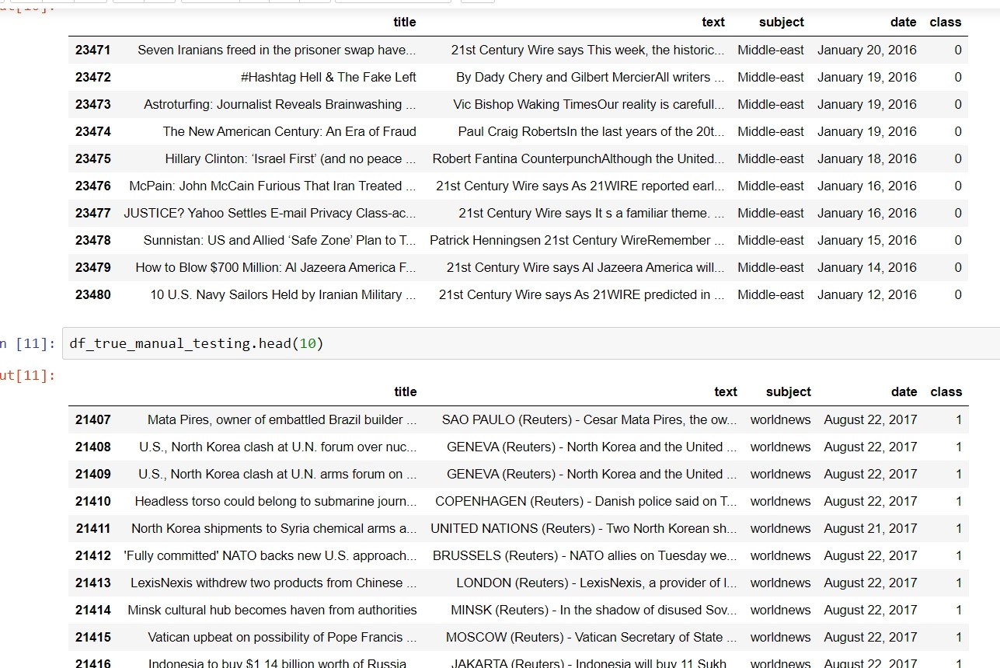 ut[10]:
title text subject date class
23471 Seven Iranians freed in the prisoner swap have... 21st Century Wire says This week, the historic... Middle-east January 20, 2016 0
23472 #Hashtag Hell & The Fake Left By Dady Chery and Gilbert MercierAll writers ... Middle-east January 19, 2016 0
23473 Astroturfing: Journalist Reveals Brainwashing ... Vic Bishop Waking TimesOur reality is carefull... Middle-east January 19, 2016 0
23474 The New American Century: An Era of Fraud Paul Craig RobertsIn the last years of the 20t... Middle-east January 19, 2016 0
23475 Hillary Clinton: ‘Israel First’ (and no peace ... Robert Fantina CounterpunchAlthough the United... Middle-east January 18, 2016 0
23476 McPain: John McCain Furious That Iran Treated ... 21st Century Wire says As 21WIRE reported earl... Middle-east January 16, 2016 0
23477 JUSTICE? Yahoo Settles E-mail Privacy Class-ac... 21st Century Wire says It s a familiar theme. ... Middle-east January 16, 2016 0
23478 Sunnistan: US and Allied ‘Safe Zone’ Plan to T... Patrick Henningsen 21st Century WireRemember ... Middle-east January 15, 2016 0
23479 How to Blow $700 Million: Al Jazeera America F... 21st Century Wire says Al Jazeera America will... Middle-east January 14, 2016 0
23480 10 U.S. Navy Sailors Held by Iranian Military ... 21st Century Wire says As 21WIRE predicted in ... Middle-east January 12, 2016 0
n [11]: df_true_manual_testing.head(10)
ut[11]:
title text subject date class
21407 Mata Pires, owner of embattled Brazil builder ... SAO PAULO (Reuters) - Cesar Mata Pires, the ow... worldnews August 22, 2017 1
21408 U.S., North Korea clash at U.N. forum over nuc... GENEVA (Reuters) - North Korea and the United ... worldnews August 22, 2017 1
21409 U.S., North Korea clash at U.N. arms forum on ... GENEVA (Reuters) - North Korea and the United ... worldnews August 22, 2017 1
21410 Headless torso could belong to submarine journ... COPENHAGEN (Reuters) - Danish police said on T... worldnews August 22, 2017 1
21411 North Korea shipments to Syria chemical arms a... UNITED NATIONS (Reuters) - Two North Korean sh... worldnews August 21, 2017 1
21412 'Fully committed' NATO backs new U.S. approach... BRUSSELS (Reuters) - NATO allies on Tuesday we... worldnews August 22, 2017 1
21413 LexisNexis withdrew two products from Chinese ... LONDON (Reuters) - LexisNexis, a provider of l... worldnews August 22, 2017 1
21414 Minsk cultural hub becomes haven from authorities MINSK (Reuters) - In the shadow of disused Sov... worldnews August 22, 2017 1
21415 Vatican upbeat on possibility of Pope Francis ... MOSCOW (Reuters) - Vatican Secretary of State ... worldnews August 22, 2017 1
21416 Indonesia to buy $1.14 billion worth of Russia... JAKARTA (Reuters) - Indonesia will buy 11 Sukh... worldnews August 22, 2017 1